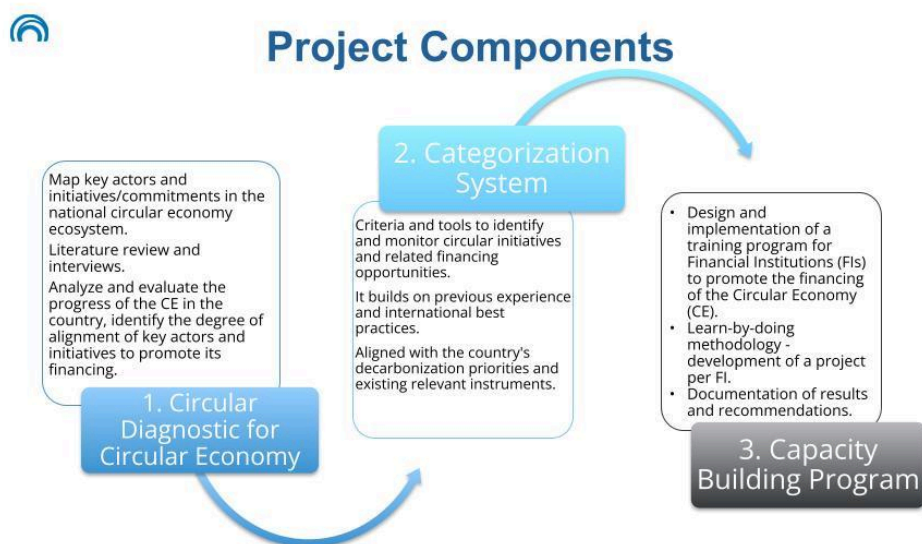 Project Components
Map key actors and
initiatives/commitments in the
national circular economy
ecosystem.
Literature review and
interviews.
Analyze and evaluate the
progress of the CE in the
country, identify the degree of
alignment of key actors and
initiatives to promote its
financing.
1. Circular
Diagnostic for
Circular Economy
2. Categorization
System
Criteria and tools to identify
and monitor circular initiatives
and related financing
opportunities.
It builds on previous experience
and international best
practices.
Aligned with the country's
decarbonization priorities and
existing relevant instruments.
• Design and
implementation of a
training program for
Financial Institutions (FIs)
to promote the financing
of the Circular Economy
(CE).
• Learn-by-doing
methodology -
development of a project
per FI.
• Documentation of results
and recommendations.
3. Capacity
Building Program